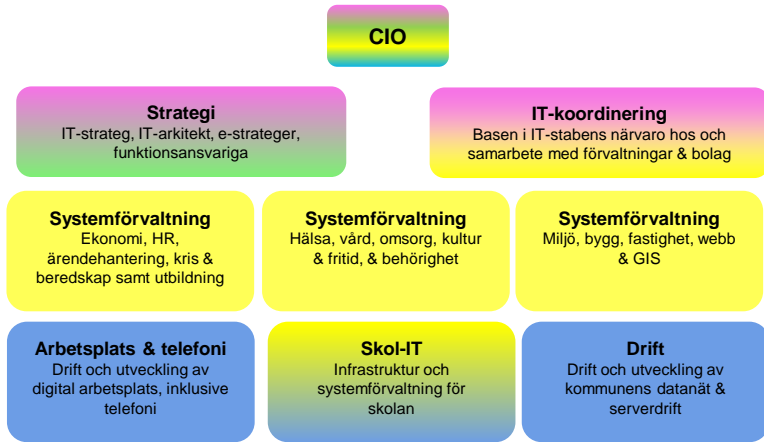 CIO
Strategi
IT-strateg, IT-arkitekt, e-strateger,
funktionsansvariga
IT-koordinering
Basen i IT-stabens närvaro hos och
samarbete med förvaltningar & bolag
Systemförvaltning
Ekonomi, HR,
ärendehantering, kris &
beredskap samt utbildning
Systemförvaltning
Hälsa, vård, omsorg, kultur
& fritid, & behörighet
Systemförvaltning
Miljö, bygg, fastighet, webb
& GIS
Arbetsplats & telefoni
Drift och utveckling av
digital arbetsplats, inklusive
telefoni
Skol-IT
Infrastruktur och
systemförvaltning för
skolan
Drift
Drift och utveckling av
kommunens datanät &
serverdrift